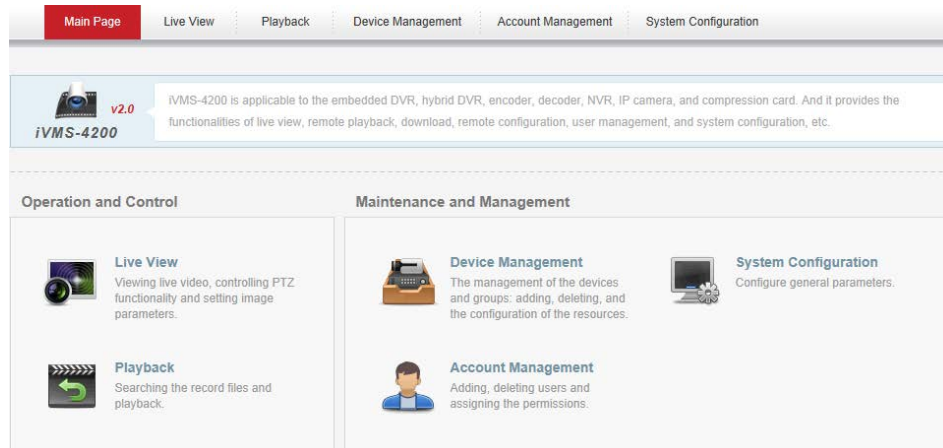 Main Page Live View Playback Device Management Account Management System Configuration
v2.0
iVMS-4200
iVMS-4200 is applicable to the embedded DVR, hybrid DVR, encoder, decoder, NVR, IP camera, and compression card. And it provides the
functionalities of live view, remote playback, download, remote configuration, user management, and system configuration, etc.
Operation and Control
Live View
Viewing live video, controlling PTZ
functionality and setting image
parameters.
Playback
Searching the record files and
playback.
Maintenance and Management
Device Management
The management of the devices
and groups: adding, deleting, and
the configuration of the resources.
System Configuration
Configure general parameters.
Account Management
Adding, deleting users and
assigning the permissions.